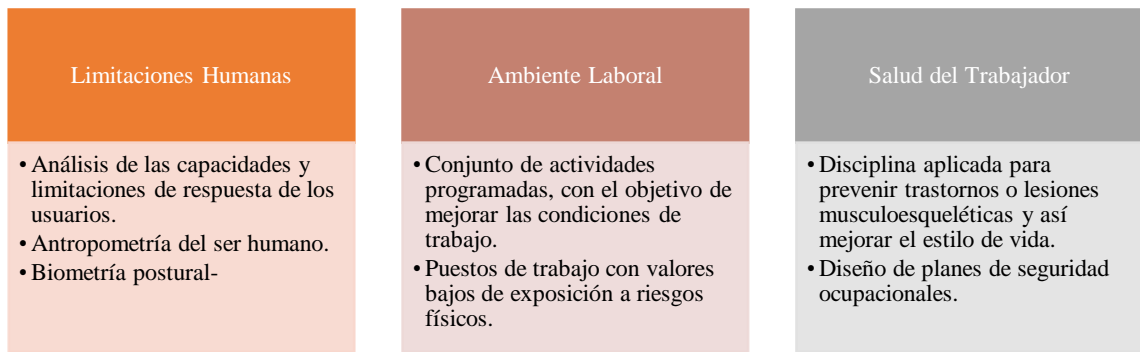 Limitaciones Humanas
• Análisis de las capacidades y
limitaciones de respuesta de los
usuarios.
• Antropometría del ser humano.
• Biometría postural-
Ambiente Laboral
• Conjunto de actividades
programadas, con el objetivo de
mejorar las condiciones de
trabajo.
• Puestos de trabajo con valores
bajos de exposición a riesgos
físicos.
Salud del Trabajador
• Disciplina aplicada para
prevenir trastornos o lesiones
musculoesqueléticas y así
mejorar el estilo de vida.
• Diseño de planes de seguridad
ocupacionales.